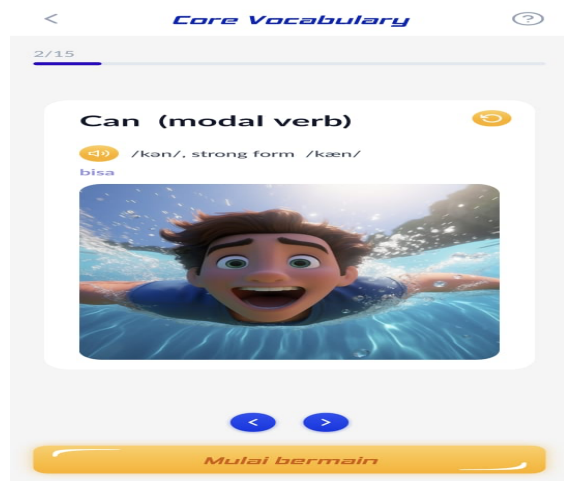 Core Vocabulary
2/15
Can (modal verb)
/kən/, strong form /kæn/
bisa
Mulai bermain